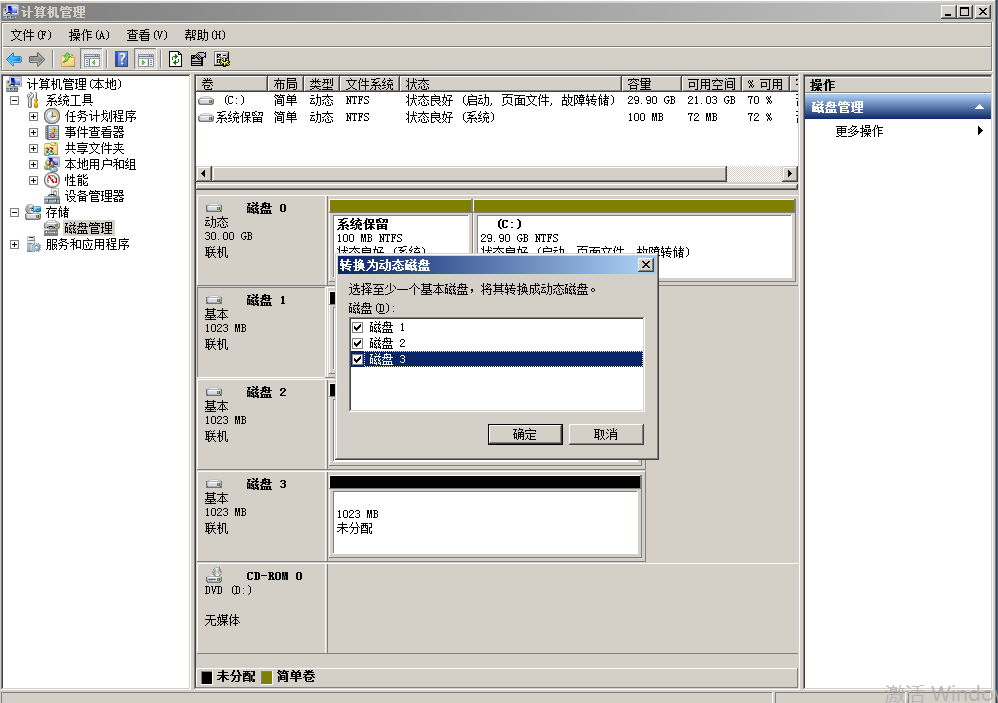 计算机管理
文件(F) 操作(A) 查看(V) 帮助(H)
计算机管理(本地)
系统工具
任务计划程序
事件查看器
共享文件夹
本地用户和组
性能
设备管理器
存储
磁盘管理
服务和应用程序
卷 布局 类型 文件系统 状态 容量 可用空间 % 可用
(C:) 简单 动态 NTFS 状态良好 (启动, 页面文件, 故障转储) 29.90 GB 21.03 GB 70 %
系统保留 简单 动态 NTFS 状态良好 (系统) 100 MB 72 MB 72 %
磁盘 0
动态
30.00 GB
联机
系统保留
100 MB NTFS
状态良好 (系统)
(C:)
29.90 GB NTFS
状态良好 (启动, 页面文件, 故障转储)
磁盘 1
基本
1023 MB
联机
磁盘 2
基本
1023 MB
联机
磁盘 3
基本
1023 MB
联机
1023 MB
未分配
CD-ROM 0
DVD (D:)
无媒体
未分配 简单卷
转换为动态磁盘
选择至少一个基本磁盘，将其转换成动态磁盘。
磁盘(D):
磁盘 1
磁盘 2
磁盘 3
确定 取消
操作
磁盘管理
更多操作
激活 Windo